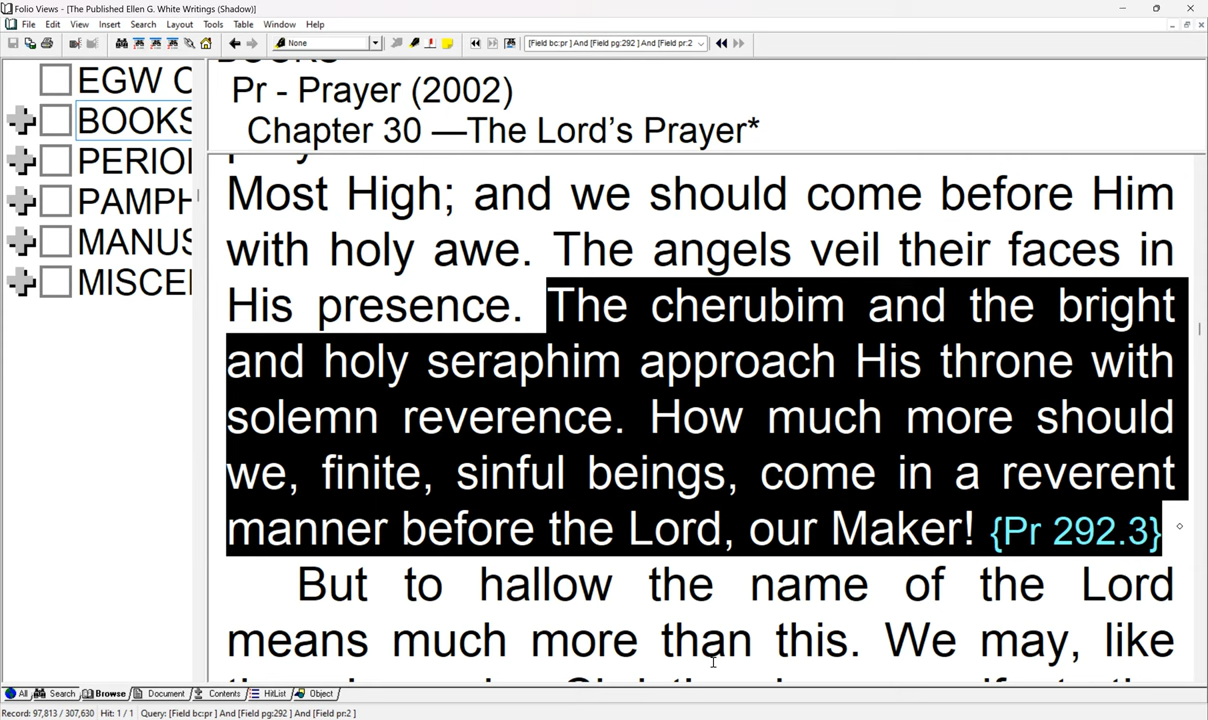 Folio Views - [The Published Ellen G. White Writings (Shadow)]
File Edit View Insert Search Layout Tools Table Window Help
None
[Field bc:pr ] And [Field pg:292 ] And [Field pr:2
EGW C
BOOKS
PERIO
PAMPH
MANUS
MISCE
BOOKS
Pr - Prayer (2002)
Chapter 30 —The Lord's Prayer*
Most High; and we should come before Him
with holy awe. The angels veil their faces in
His presence. The cherubim and the bright
and holy seraphim approach His throne with
solemn reverence. How much more should
we, finite, sinful beings, come in a reverent
manner before the Lord, our Maker! {Pr 292.3}
But to hallow the name of the Lord
means much more than this. We may, like
All Search Browse Document Contents HitList Object
Record: 97,813 / 307,630 Hit: 1 / 1 Query: [Field bc:pr ] And [Field pg:292 ] And [Field pr:2 ]